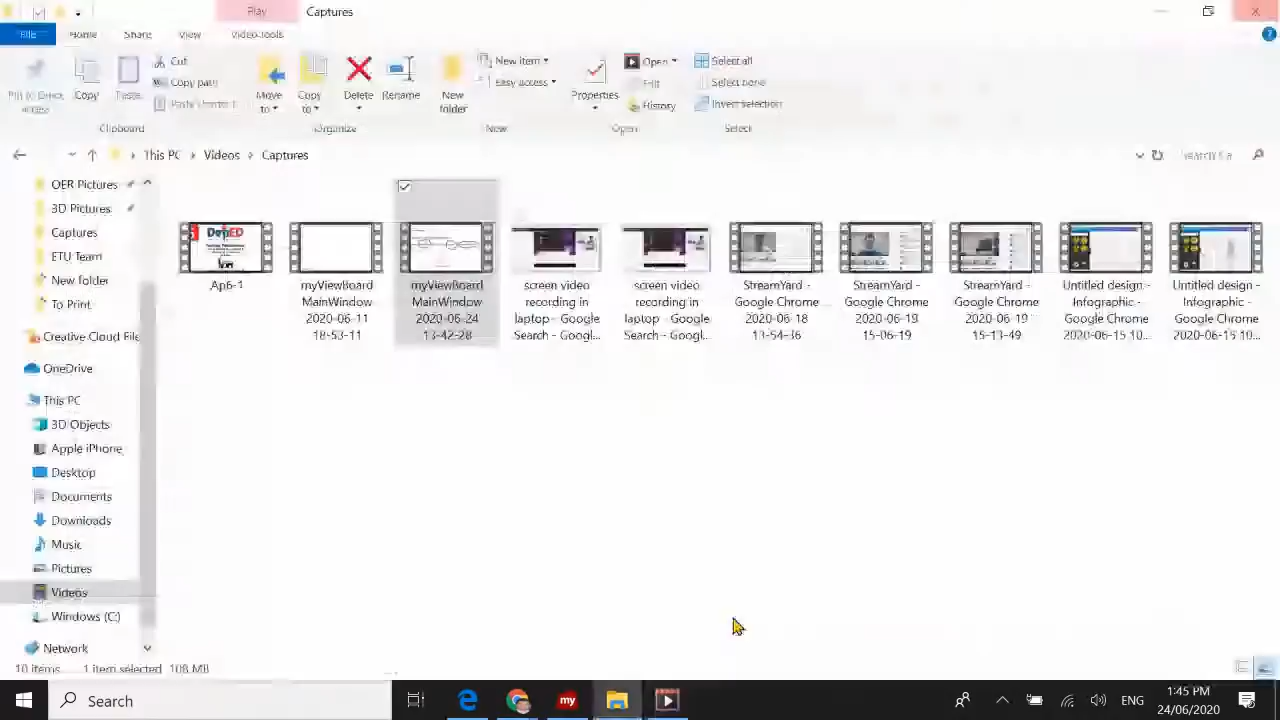 Play Captures
File Home Share View Video Tools
Copy Paste Cut
Copy path
Paste shortcut
Move to Copy to Delete Rename New folder
New item
Easy access
Properties Open
Edit
History
Select all
Select none
Invert selection
Clipboard Organize New Open Select
This PC > Videos > Captures
OER Pictures
3D Pictures
Captures
ETU Team
New folder
To Print
Creative Cloud File
OneDrive
This PC
3D Objects
Apple iPhone
Desktop
Documents
Downloads
Music
Pictures
Videos
Windows (C:)
Network
DepED
Ap6-1
myViewBoard
MainWindow
2020-06-11
18-53-11
myViewBoard
MainWindow
2020-06-24
13-42-28
screen video
recording in
laptop - Google
Search - Googl...
screen video
recording in
laptop - Google
Search - Googl...
StreamYard -
Google Chrome
2020-06-18
13-54-36
StreamYard -
Google Chrome
2020-06-19
15-06-19
StreamYard -
Google Chrome
2020-06-19
15-13-49
Untitled design -
Infographic -
Google Chrome
2020-06-15 10...
Untitled design -
Infographic -
Google Chrome
2020-06-15 10...
10 items 1 item selected 108 MB
Search my ENG 1:45 PM
24/06/2020